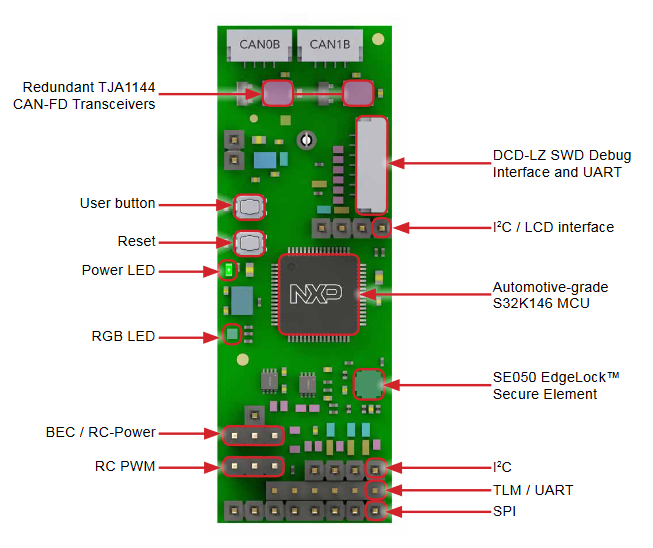 CAN0B CAN1B
Redundant TJA1144
CAN-FD Transceivers
DCD-LZ SWD Debug
Interface and UART
User button
I²C / LCD interface
Reset
Power LED
NXP
Automotive-grade
S32K146 MCU
RGB LED
SE050 EdgeLock™
Secure Element
BEC / RC-Power
RC PWM
I²C
TLM / UART
SPI